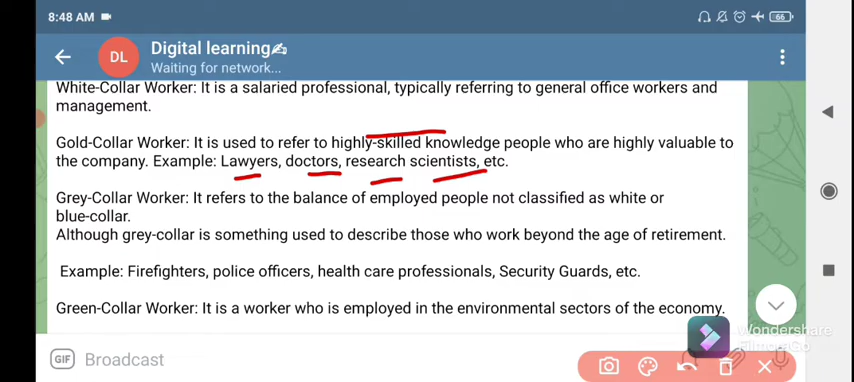 8:48 AM
66
DL
Digital learning✍
Waiting for network...
White-Collar Worker: It is a salaried professional, typically referring to general office workers and
management.
Gold-Collar Worker: It is used to refer to highly-skilled knowledge people who are highly valuable to
the company. Example: Lawyers, doctors, research scientists, etc.
Grey-Collar Worker: It refers to the balance of employed people not classified as white or
blue-collar.
Although grey-collar is something used to describe those who work beyond the age of retirement.
Example: Firefighters, police officers, health care professionals, Security Guards, etc.
Green-Collar Worker: It is a worker who is employed in the environmental sectors of the economy.
Wondershare
FilmoraGo
GIF
Broadcast